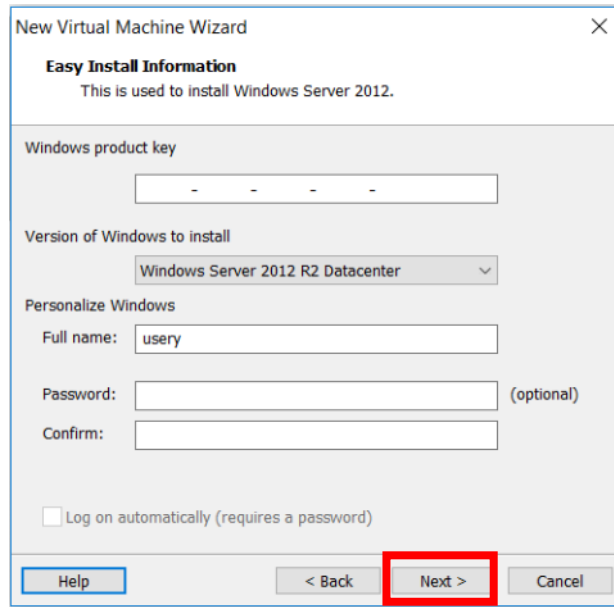 New Virtual Machine Wizard
Easy Install Information
This is used to install Windows Server 2012.
Windows product key
- - - -
Version of Windows to install
Windows Server 2012 R2 Datacenter
Personalize Windows
Full name: usery
Password: (optional)
Confirm:
Log on automatically (requires a password)
Help < Back Next > Cancel